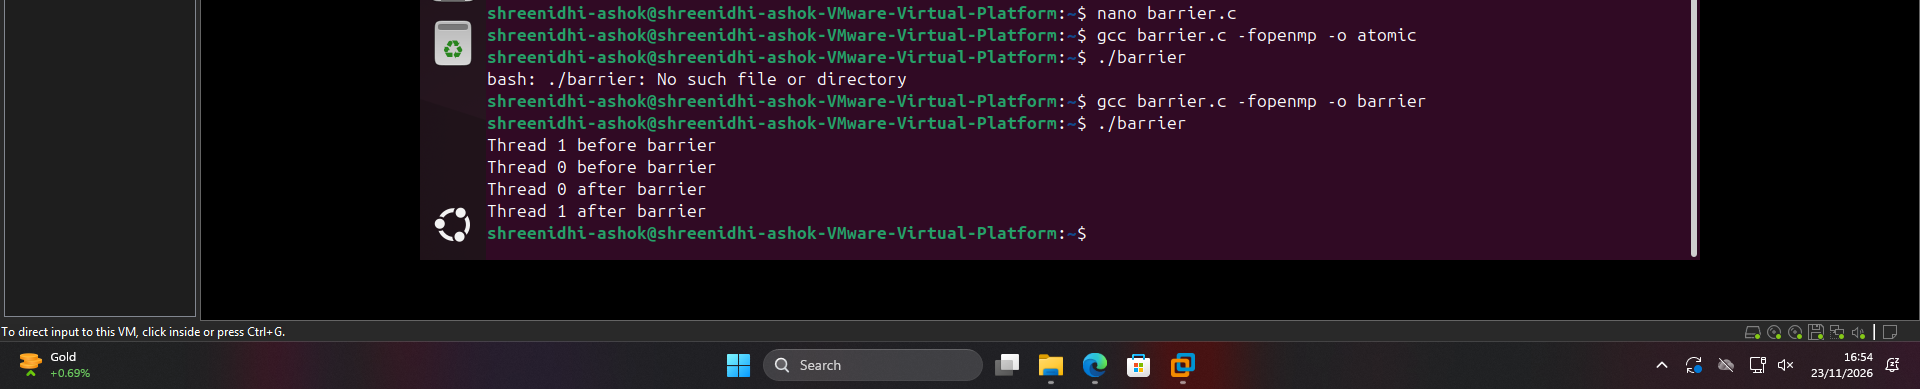 shreenidhi-ashok@shreenidhi-ashok-VMware-Virtual-Platform:~$ nano barrier.c
shreenidhi-ashok@shreenidhi-ashok-VMware-Virtual-Platform:~$ gcc barrier.c -fopenmp -o atomic
shreenidhi-ashok@shreenidhi-ashok-VMware-Virtual-Platform:~$ ./barrier
bash: ./barrier: No such file or directory
shreenidhi-ashok@shreenidhi-ashok-VMware-Virtual-Platform:~$ gcc barrier.c -fopenmp -o barrier
shreenidhi-ashok@shreenidhi-ashok-VMware-Virtual-Platform:~$ ./barrier
Thread 1 before barrier
Thread 0 before barrier
Thread 0 after barrier
Thread 1 after barrier
shreenidhi-ashok@shreenidhi-ashok-VMware-Virtual-Platform:~$
To direct input to this VM, click inside or press Ctrl+G.
Gold
+0.69%
Search
16:54
23/11/2026